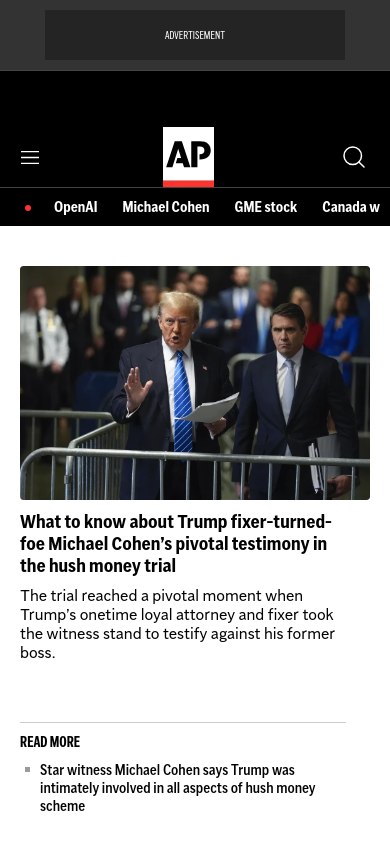 ADVERTISEMENT
AP
OpenAI Michael Cohen GME stock Canada w
What to know about Trump fixer-turned-
foe Michael Cohen’s pivotal testimony in
the hush money trial
The trial reached a pivotal moment when
Trump’s onetime loyal attorney and fixer took
the witness stand to testify against his former
boss.
READ MORE
Star witness Michael Cohen says Trump was
intimately involved in all aspects of hush money
scheme